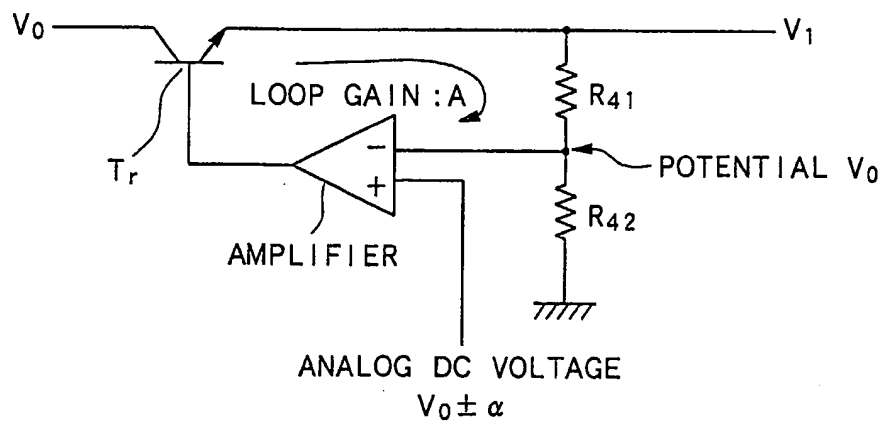 V₀
V₁
LOOP GAIN : A
R₄₁
Tᵣ
−
+
POTENTIAL V₀
R₄₂
AMPLIFIER
ANALOG DC VOLTAGE
V₀ ± α